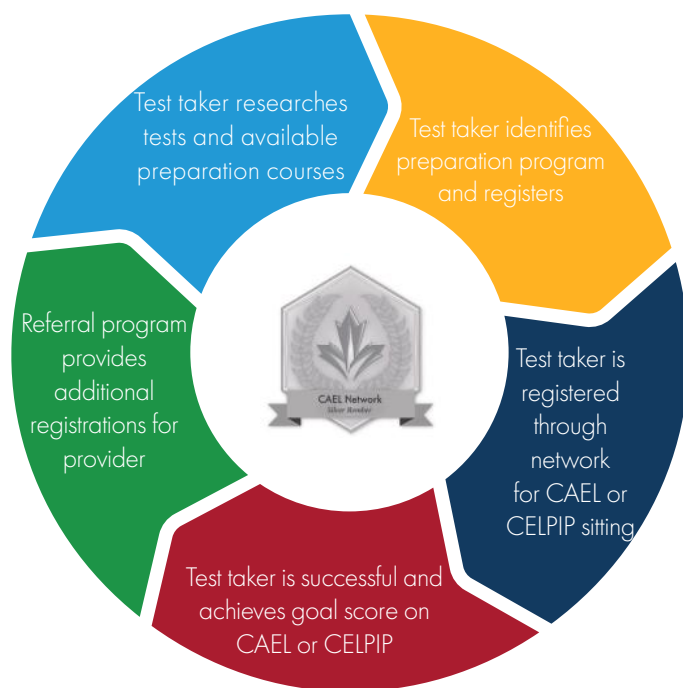 Test taker researches
tests and available
preparation courses
Test taker identifies
preparation program
and registers
Test taker is
registered
through
network
for CAEL or
CELPIP sitting
Test taker is successful and
achieves goal score on
CAEL or CELPIP
Referral program
provides
additional
registrations for
provider
CAEL Network
Silver Member